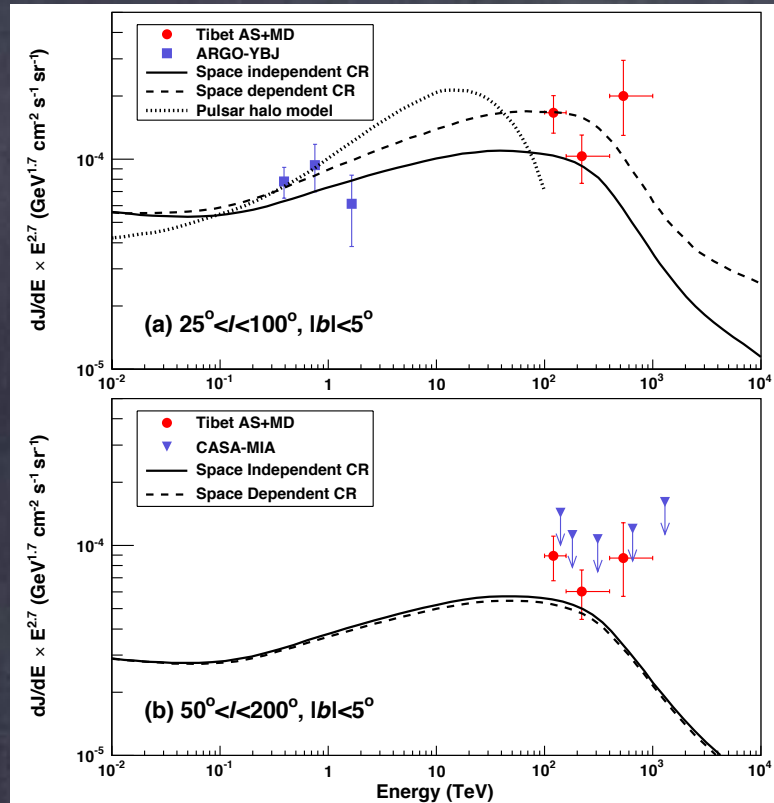 Tibet AS+MD
ARGO-YBJ
Space independent CR
Space dependent CR
Pulsar halo model
dJ/dE × E^2.7 (GeV^1.7 cm^-2 s^-1 sr^-1)
10^-4
10^-5
(a) 25°<l<100°, |b|<5°
10^-2 10^-1 1 10 10^2 10^3 10^4
Tibet AS+MD
CASA-MIA
Space Independent CR
Space Dependent CR
dJ/dE × E^2.7 (GeV^1.7 cm^-2 s^-1 sr^-1)
10^-4
10^-5
(b) 50°<l<200°, |b|<5°
10^-2 10^-1 1 10 10^2 10^3 10^4
Energy (TeV)